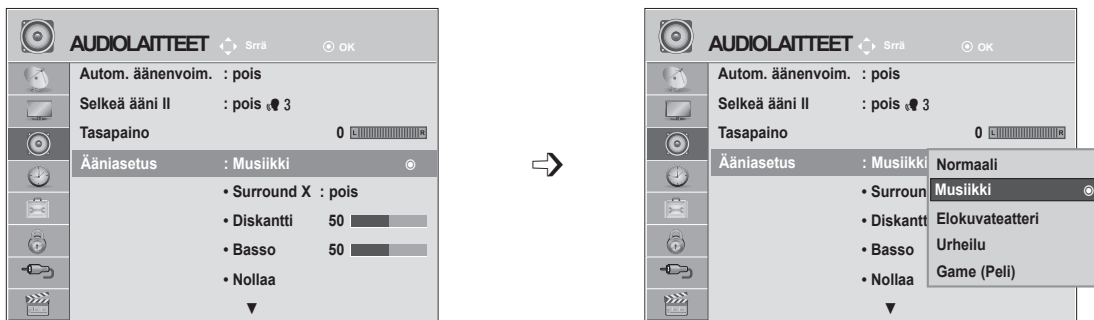 AUDIOLAITTEET Srrä OK
Autom. äänenvoim. : pois
Selkeä ääni II : pois 3
Tasapaino 0 L R
Ääniasetus : Musiikki
• Surround X : pois
• Diskantti 50
• Basso 50
• Nollaa
▼
AUDIOLAITTEET Srrä OK
Autom. äänenvoim. : pois
Selkeä ääni II : pois 3
Tasapaino 0 L R
Ääniasetus : Musiikki
• Surroun
• Diskantt
• Basso
• Nollaa
▼
Normaali
Musiikki
Elokuvateatteri
Urheilu
Game (Peli)